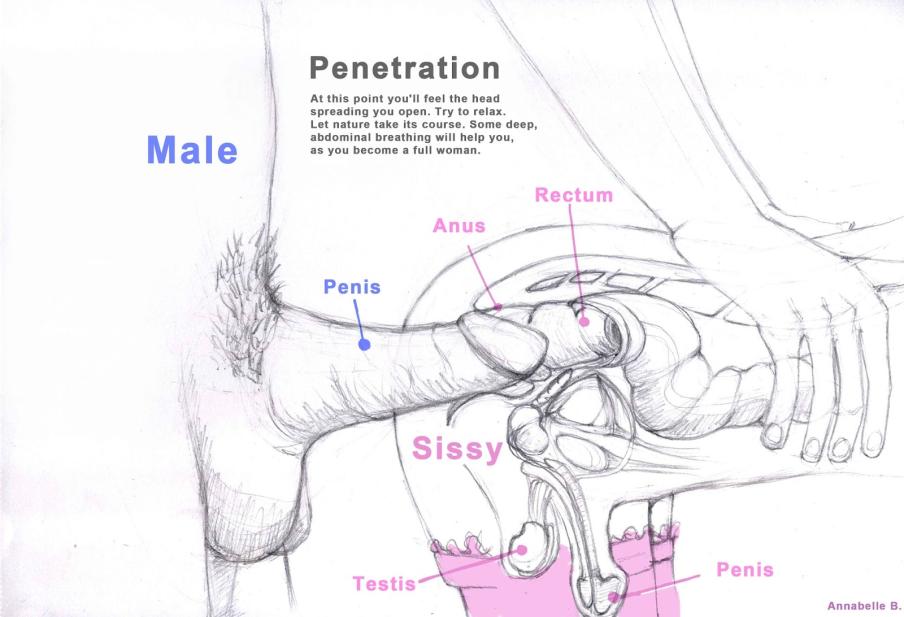 Penetration
At this point you'll feel the head
spreading you open. Try to relax.
Let nature take its course. Some deep,
abdominal breathing will help you,
as you become a full woman.
Male
Rectum
Anus
Penis
Sissy
Testis
Penis
Annabelle B.